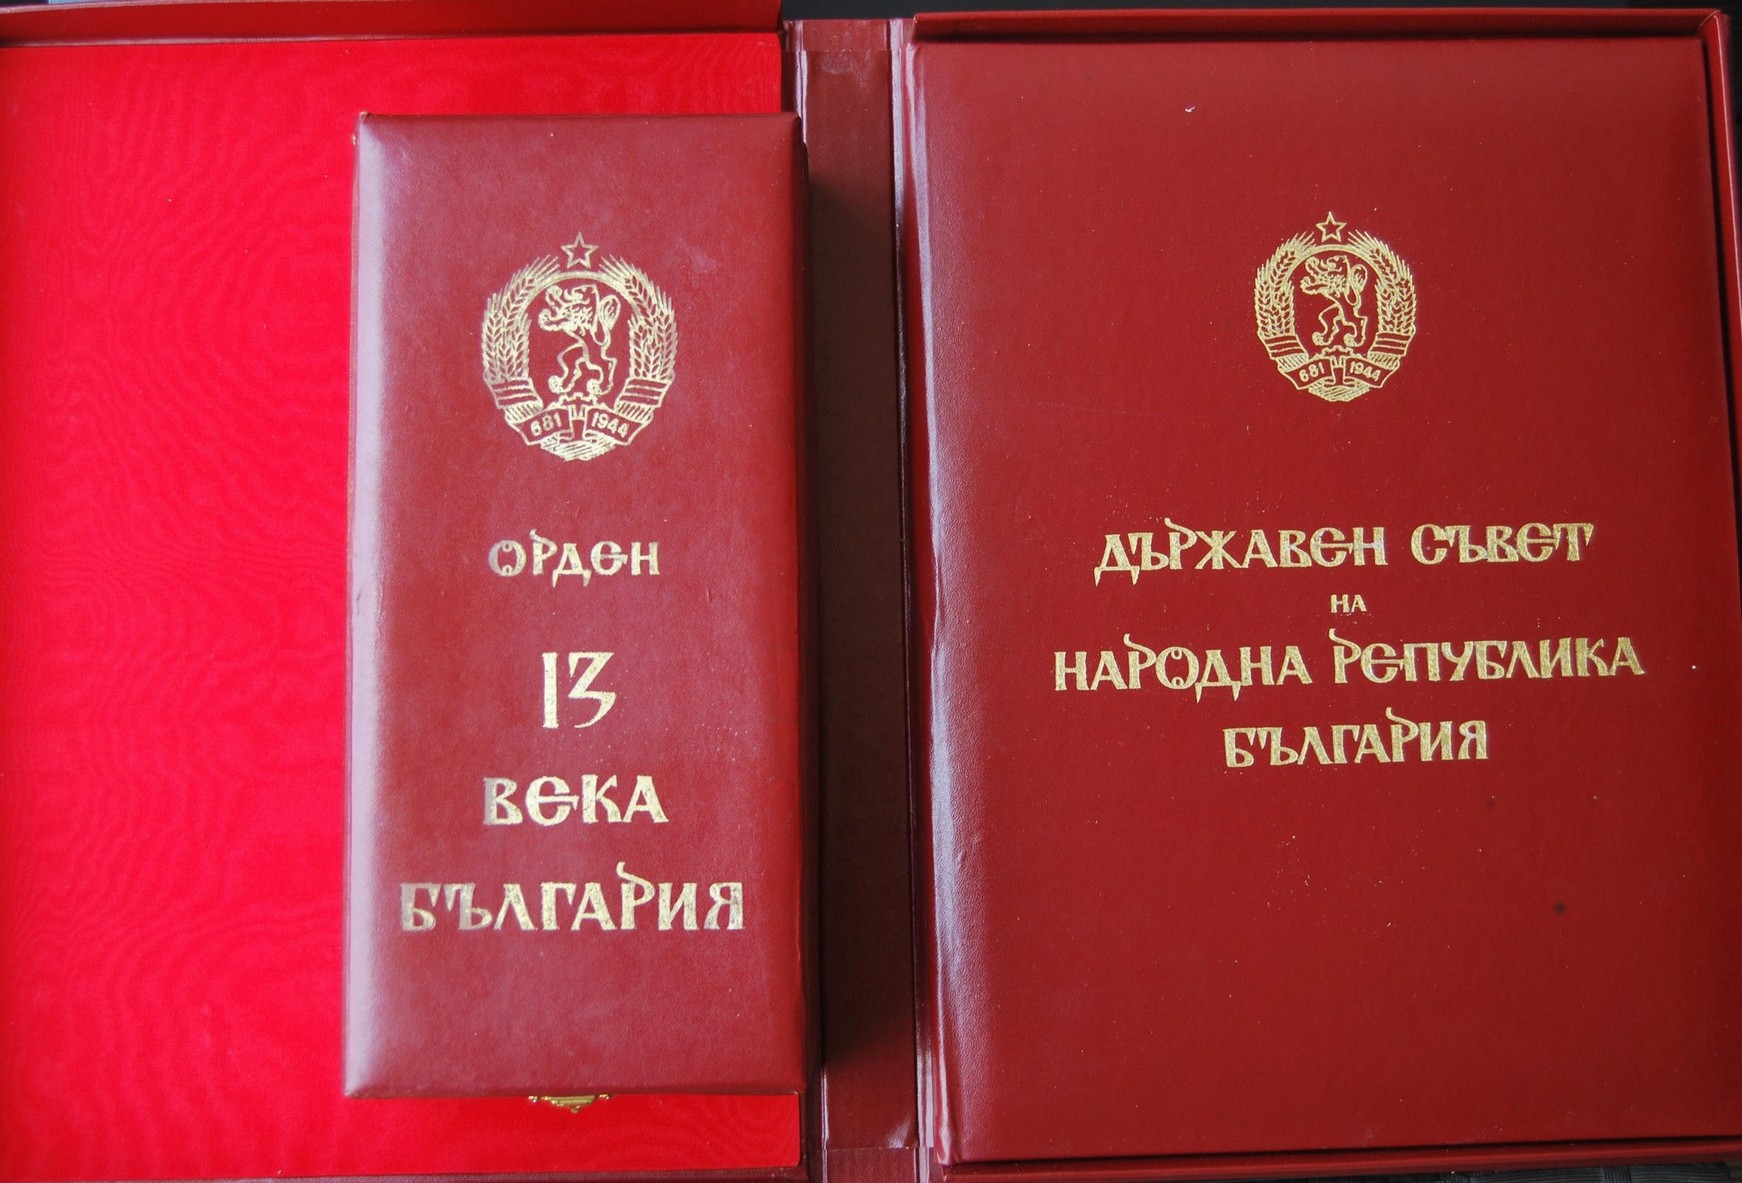 681 1944
ОРДЕН
13
ВЕКА
БЪЛГАРИЯ
681 1944
ДЪРЖАВЕН СЪВЕТ
НА
НАРОДНА РЕПУБЛИКА
БЪЛГАРИЯ